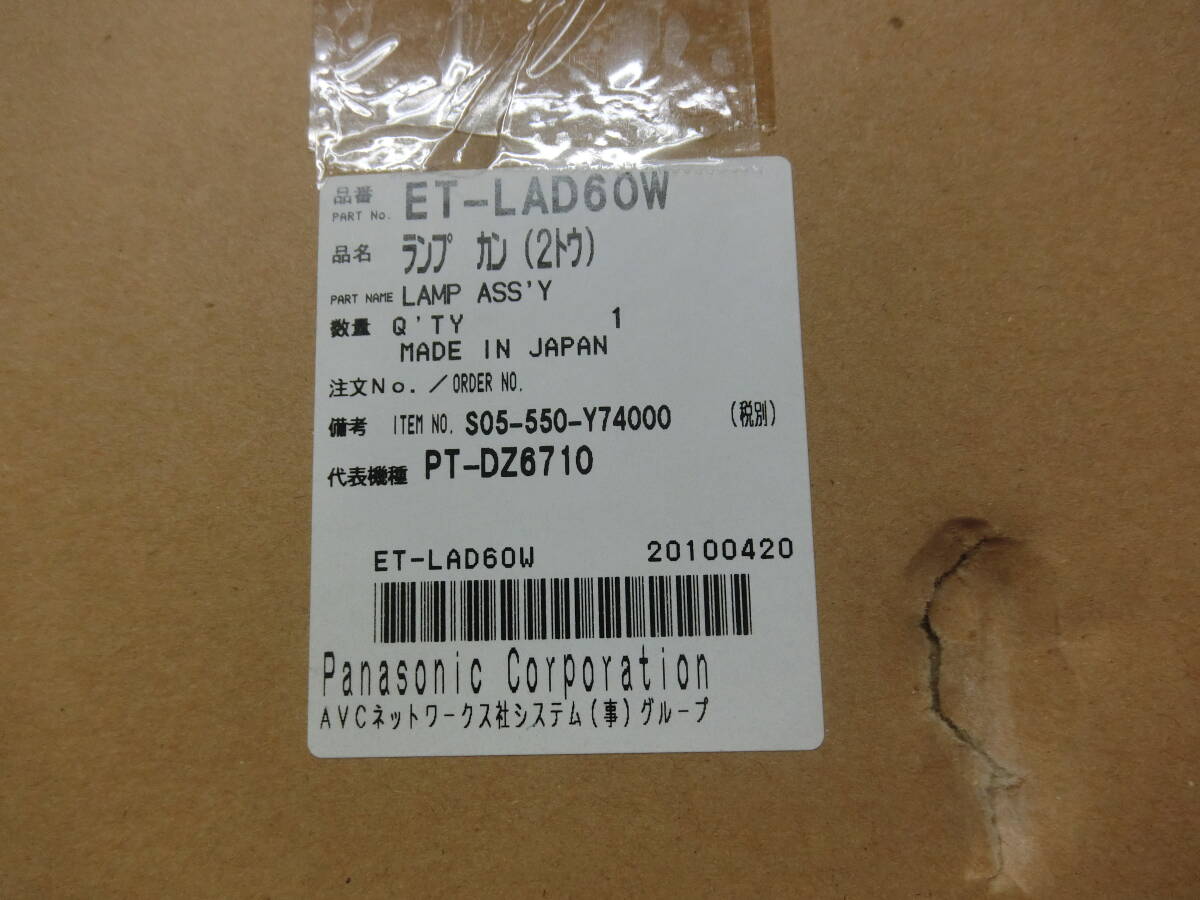 品番 PART No. ET-LAD60W
品名 ランプ カン(2トウ)
PART NAME LAMP ASS'Y
数量 Q'TY 1
MADE IN JAPAN
注文No./ORDER NO.
備考 ITEM NO. S05-550-Y74000 (税別)
代表機種 PT-DZ6710
ET-LAD60W 20100420
Panasonic Corporation
AVCネットワークス社システム(事)グループ